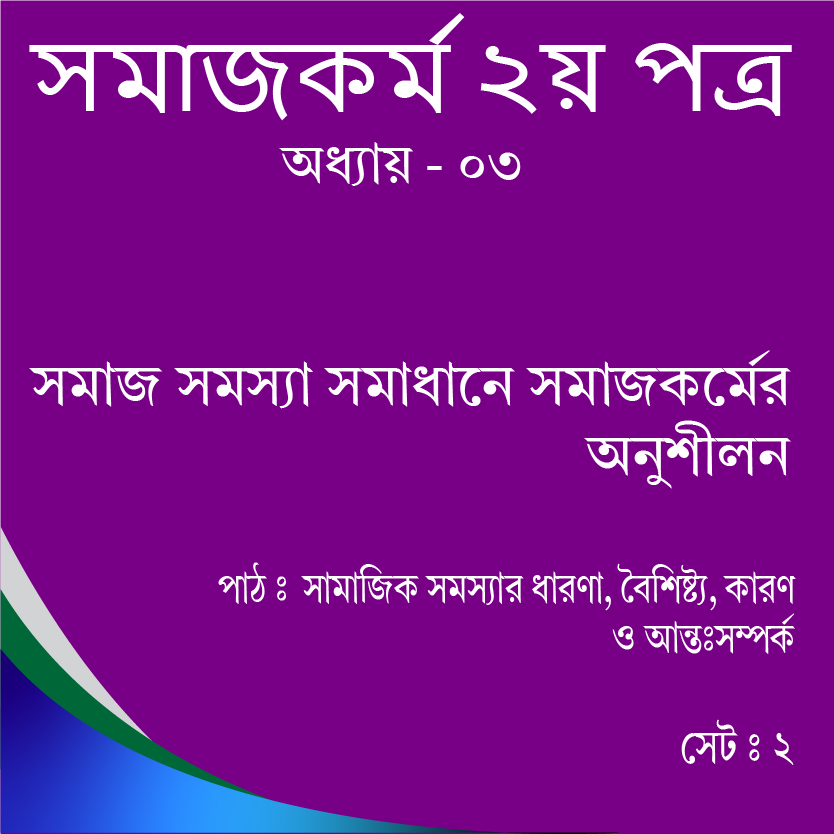 সমাজকর্ম ২য় পত্র
অধ্যায় - ০৩
সমাজ সমস্যা সমাধানে সমাজকর্মের
অনুশীলন
পাঠ ঃ সামাজিক সমস্যার ধারণা, বৈশিষ্ট্য, কারণ
ও আন্তঃসম্পর্ক
সেট ঃ ২